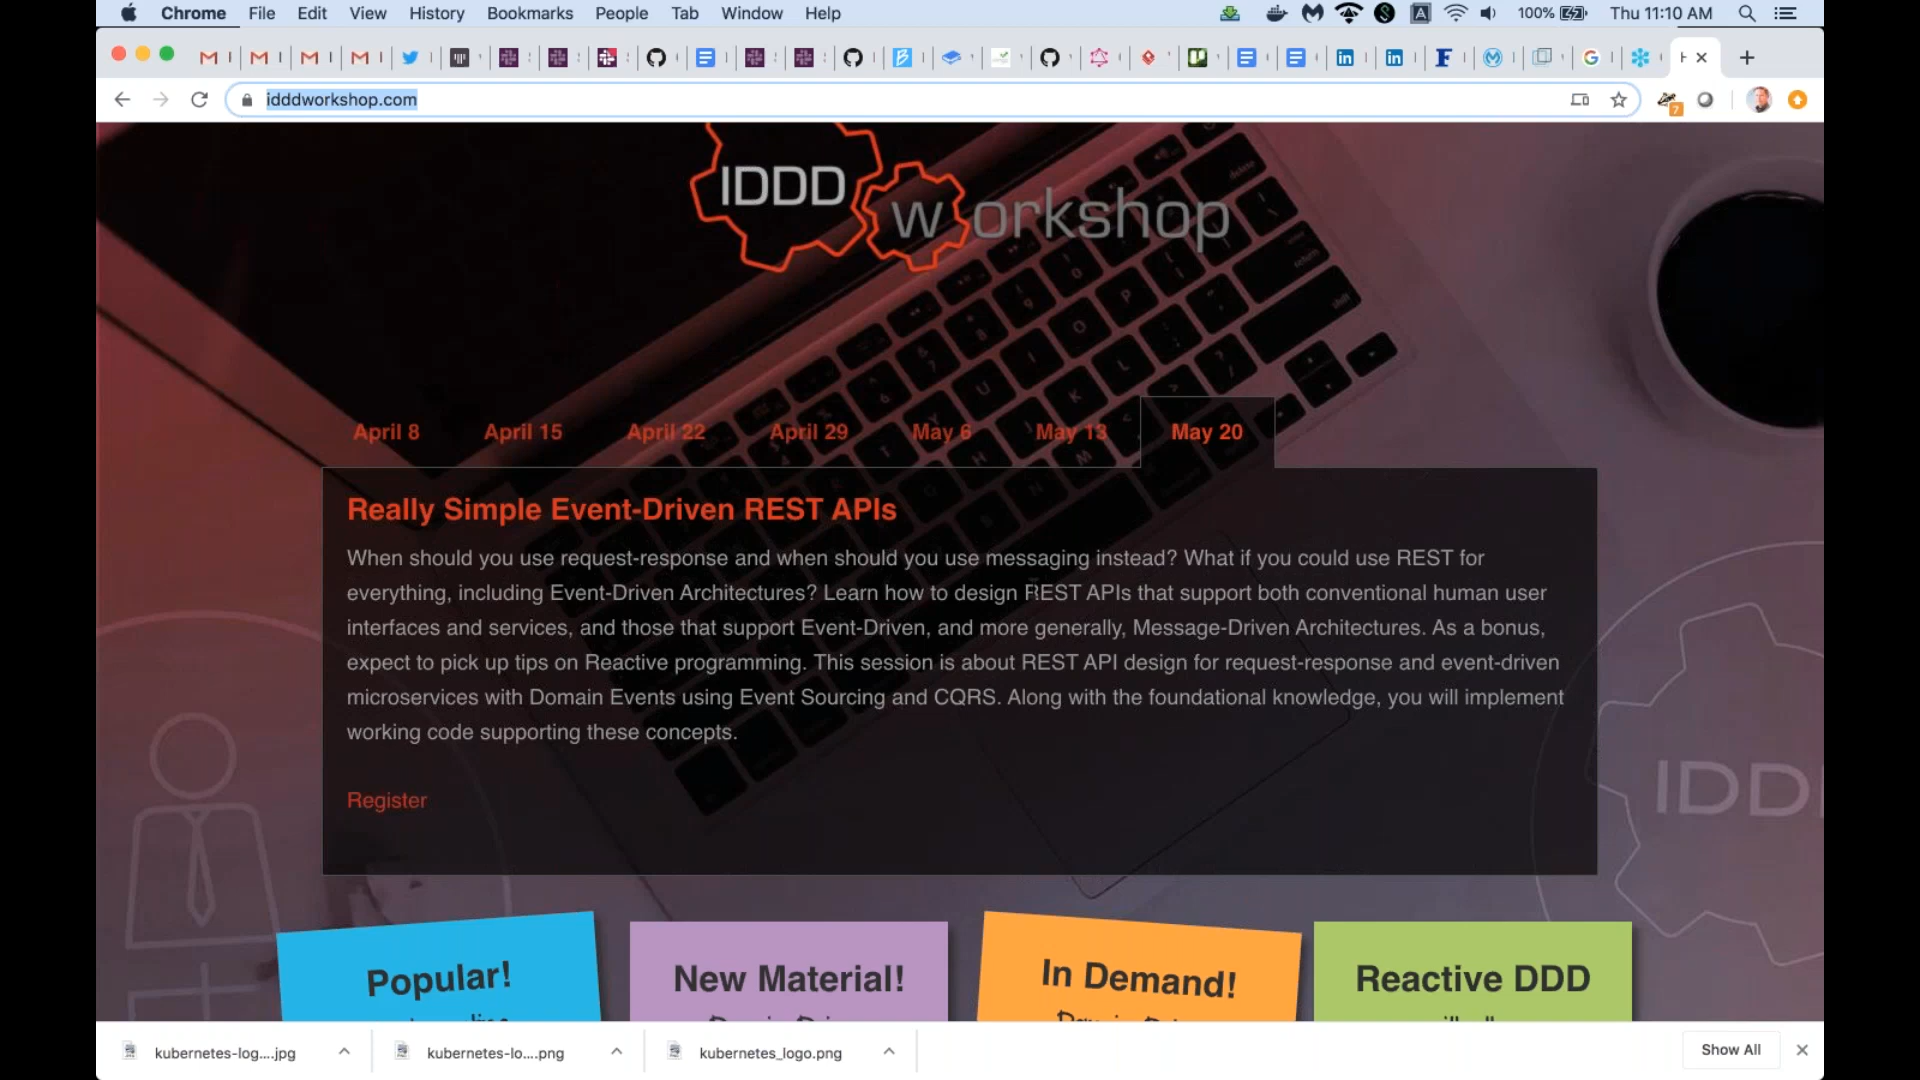 Chrome File Edit View History Bookmarks People Tab Window Help 100% Thu 11:10 AM
idddworkshop.com
IDDD workshop
April 8 April 15 April 22 April 29 May 6 May 13 May 20
Really Simple Event-Driven REST APIs
When should you use request-response and when should you use messaging instead? What if you could use REST for
everything, including Event-Driven Architectures? Learn how to design REST APIs that support both conventional human user
interfaces and services, and those that support Event-Driven, and more generally, Message-Driven Architectures. As a bonus,
expect to pick up tips on Reactive programming. This session is about REST API design for request-response and event-driven
microservices with Domain Events using Event Sourcing and CQRS. Along with the foundational knowledge, you will implement
working code supporting these concepts.
Register
IDD
Popular! New Material! In Demand! Reactive DDD
kubernetes-log....jpg kubernetes-lo....png kubernetes_logo.png Show All